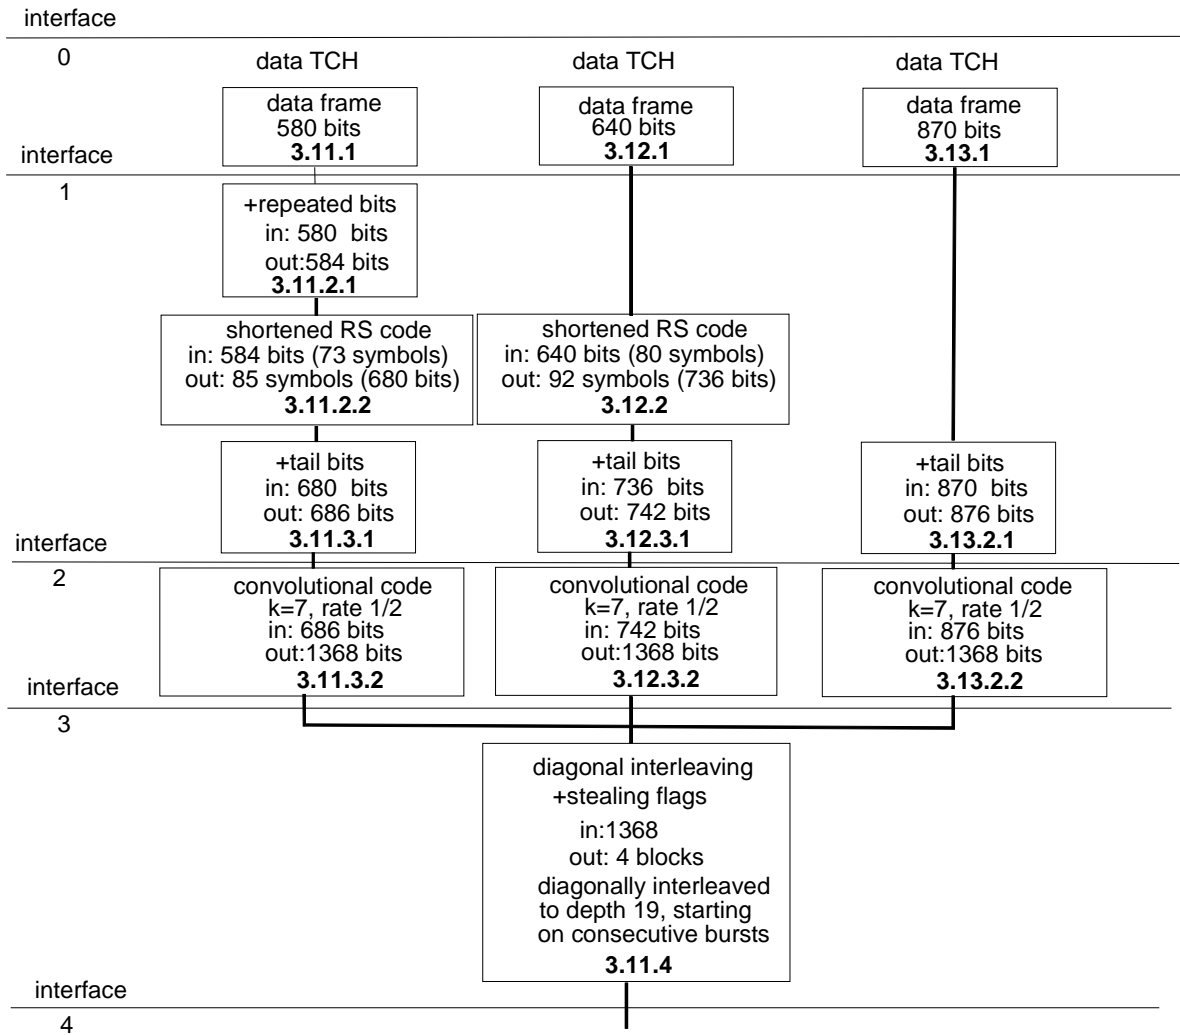 interface
0
data TCH
data TCH
data TCH
data frame
580 bits
3.11.1
data frame
640 bits
3.12.1
data frame
870 bits
3.13.1
interface
1
+repeated bits
in: 580 bits
out:584 bits
3.11.2.1
shortened RS code
in: 584 bits (73 symbols)
out: 85 symbols (680 bits)
3.11.2.2
shortened RS code
in: 640 bits (80 symbols)
out: 92 symbols (736 bits)
3.12.2
+tail bits
in: 680 bits
out: 686 bits
3.11.3.1
+tail bits
in: 736 bits
out: 742 bits
3.12.3.1
+tail bits
in: 870 bits
out: 876 bits
3.13.2.1
interface
2
convolutional code
k=7, rate 1/2
in: 686 bits
out:1368 bits
3.11.3.2
convolutional code
k=7, rate 1/2
in: 742 bits
out:1368 bits
3.12.3.2
convolutional code
k=7, rate 1/2
in: 876 bits
out:1368 bits
3.13.2.2
interface
3
diagonal interleaving
+stealing flags
in:1368
out: 4 blocks
diagonally interleaved
to depth 19, starting
on consecutive bursts
3.11.4
interface
4